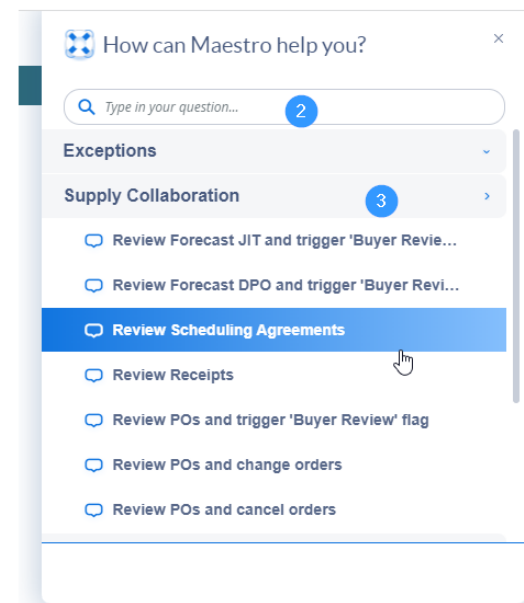 How can Maestro help you?
Type in your question...
2
Exceptions
Supply Collaboration
3
Review Forecast JIT and trigger 'Buyer Revie...
Review Forecast DPO and trigger 'Buyer Revi...
Review Scheduling Agreements
Review Receipts
Review POs and trigger 'Buyer Review' flag
Review POs and change orders
Review POs and cancel orders